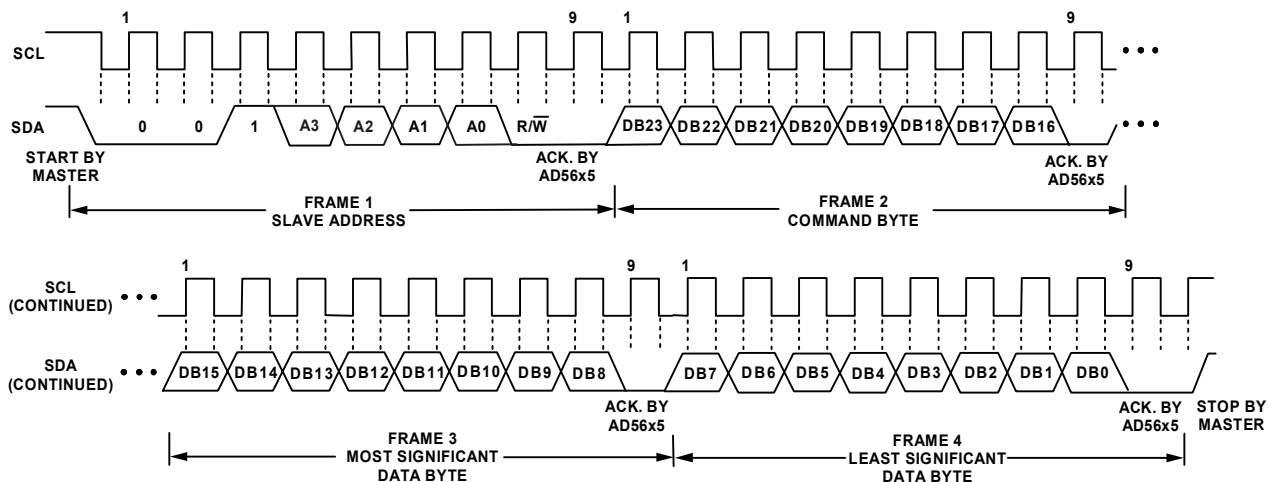 1 9 1 9
SCL
SDA 0 0 1 A3 A2 A1 A0 R/W̅ DB23 DB22 DB21 DB20 DB19 DB18 DB17 DB16
START BY MASTER
ACK. BY AD56x5
ACK. BY AD56x5
FRAME 1
SLAVE ADDRESS
FRAME 2
COMMAND BYTE
1 9 1 9
SCL
(CONTINUED)
SDA
(CONTINUED)
DB15 DB14 DB13 DB12 DB11 DB10 DB9 DB8 DB7 DB6 DB5 DB4 DB3 DB2 DB1 DB0
ACK. BY
AD56x5
ACK. BY
AD56x5
STOP BY
MASTER
FRAME 3
MOST SIGNIFICANT
DATA BYTE
FRAME 4
LEAST SIGNIFICANT
DATA BYTE